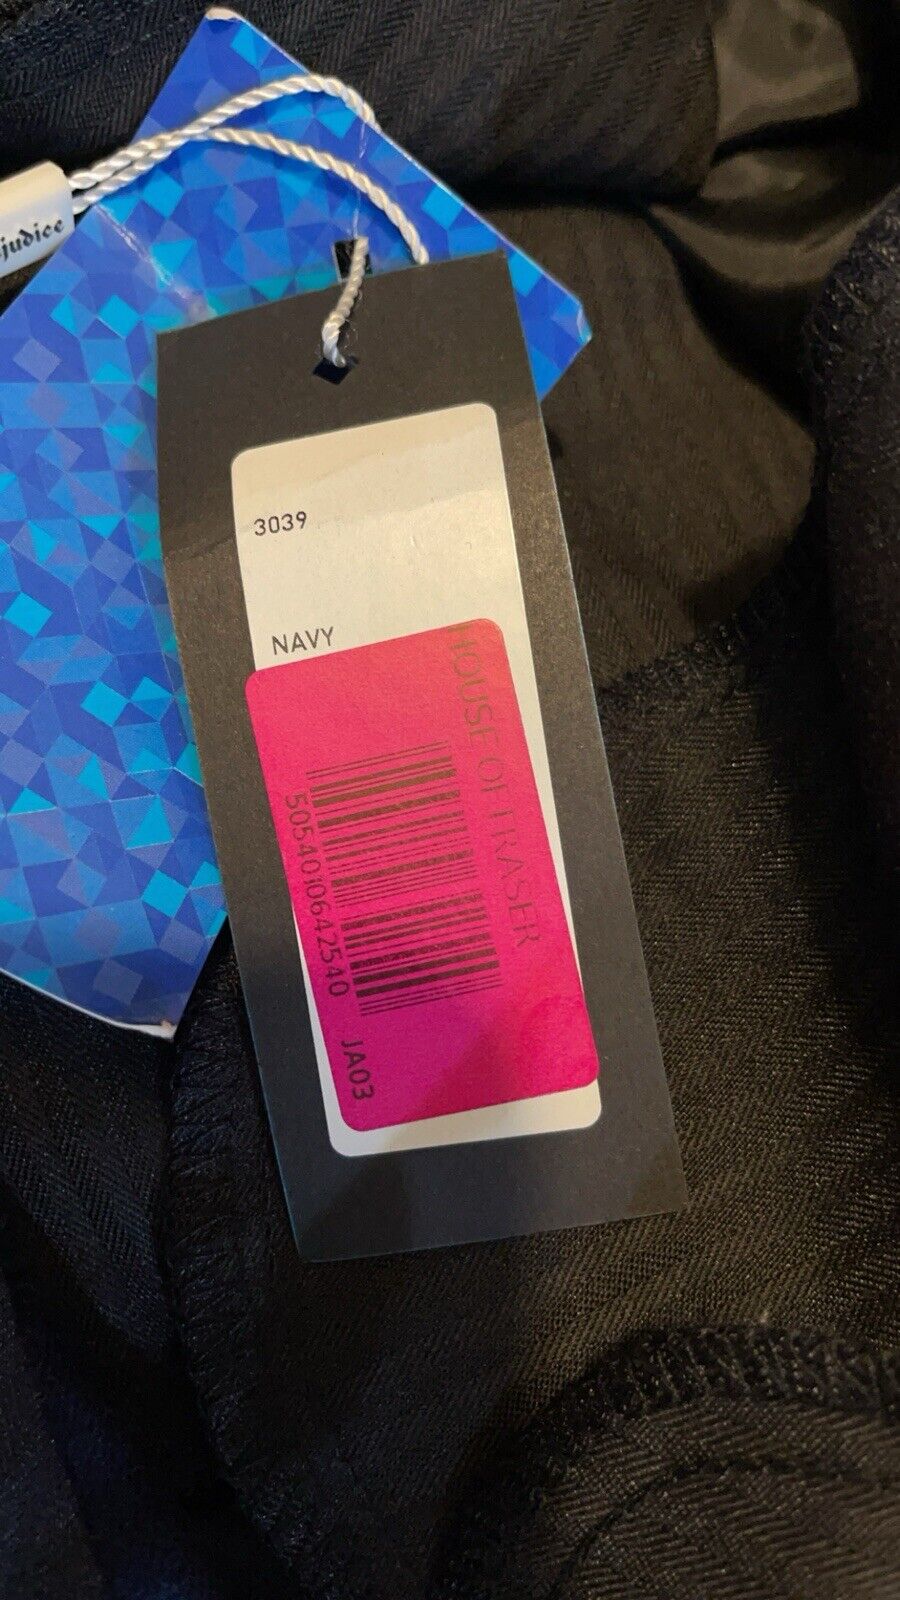 judice
3039
NAVY
HOUSE OF FRASER
5054010642540
JA03